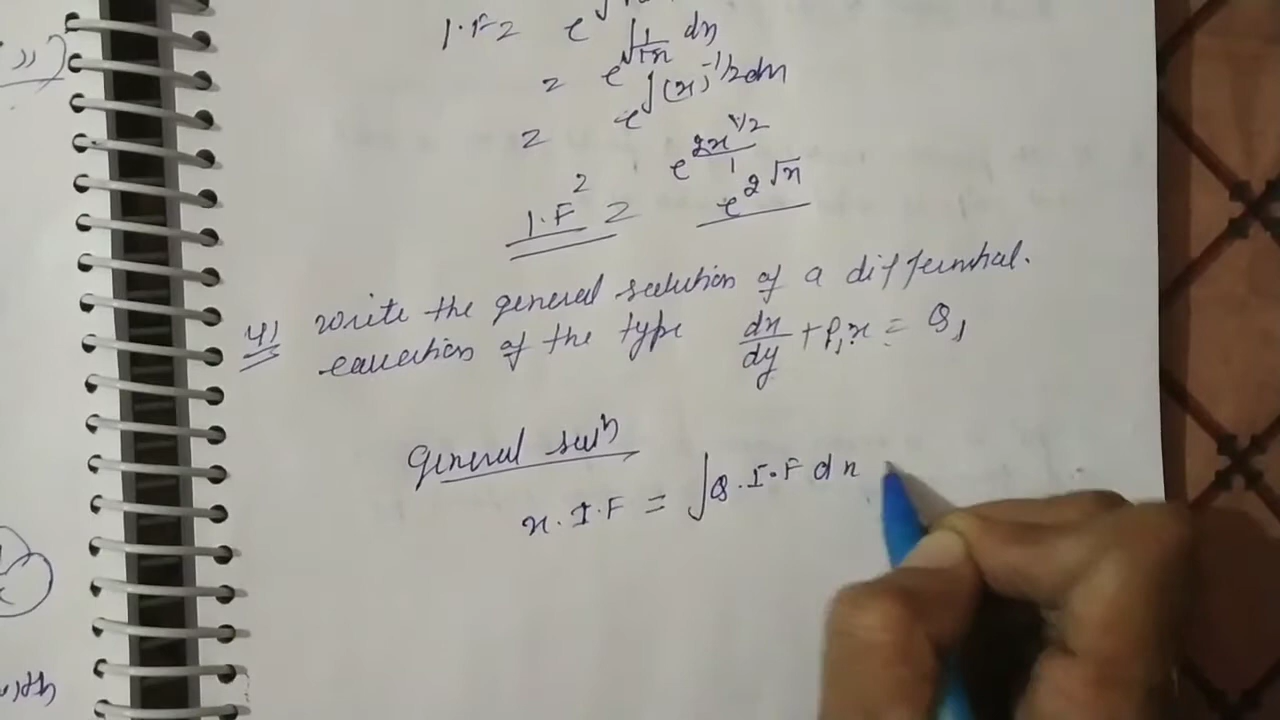 I.F = e
= e^∫1/√x dx
= e^∫(x)^-1/2 dx
= e^2x^1/2/1
I.F = e^2√x
4) Write the general solution of a differential.
equation of the type dx/dy + P₁x = Q₁
General solⁿ
x. I.F = ∫Q. I.F dx